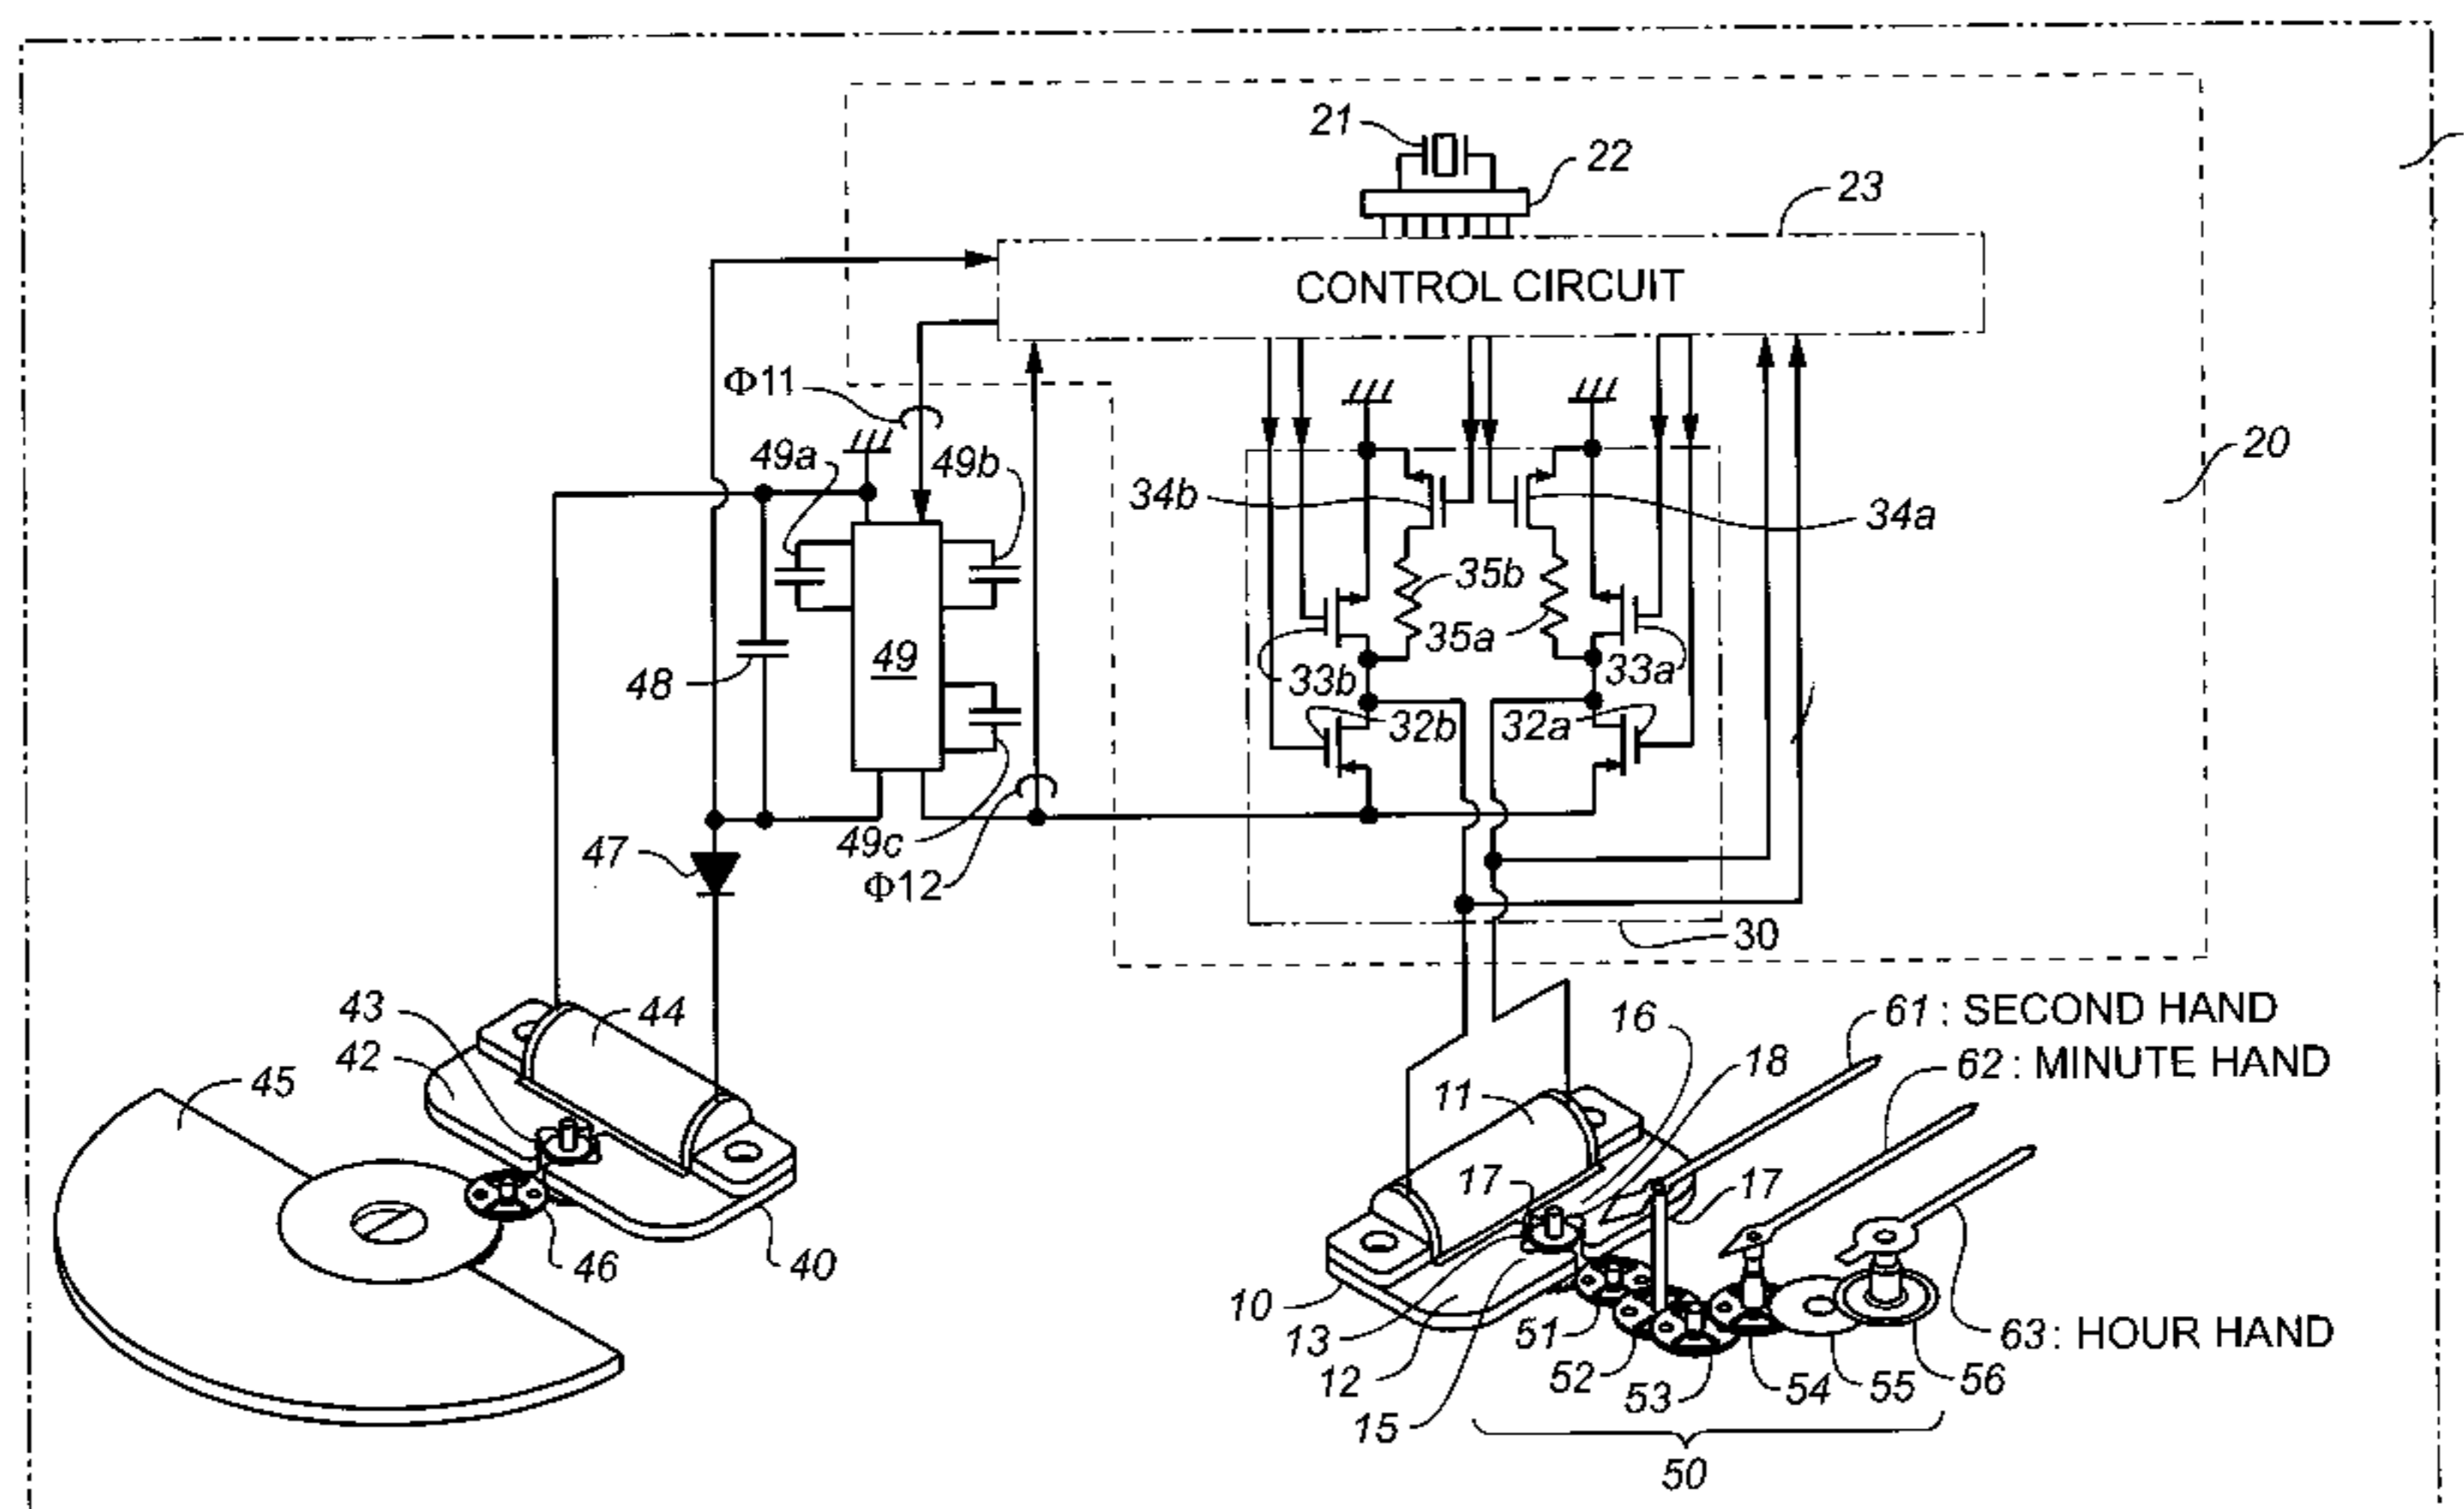 21
22
23
CONTROL CIRCUIT
Φ11
20
49a
49b
34b
34a
35b
35a
49
48
33b
33a
32b
32a
47
49c
Φ12
30
43
44
16
61 : SECOND HAND
42
18
62 : MINUTE HAND
45
11
17
17
46
40
10
13
51
63 : HOUR HAND
12
52
53
54
55
56
15
50